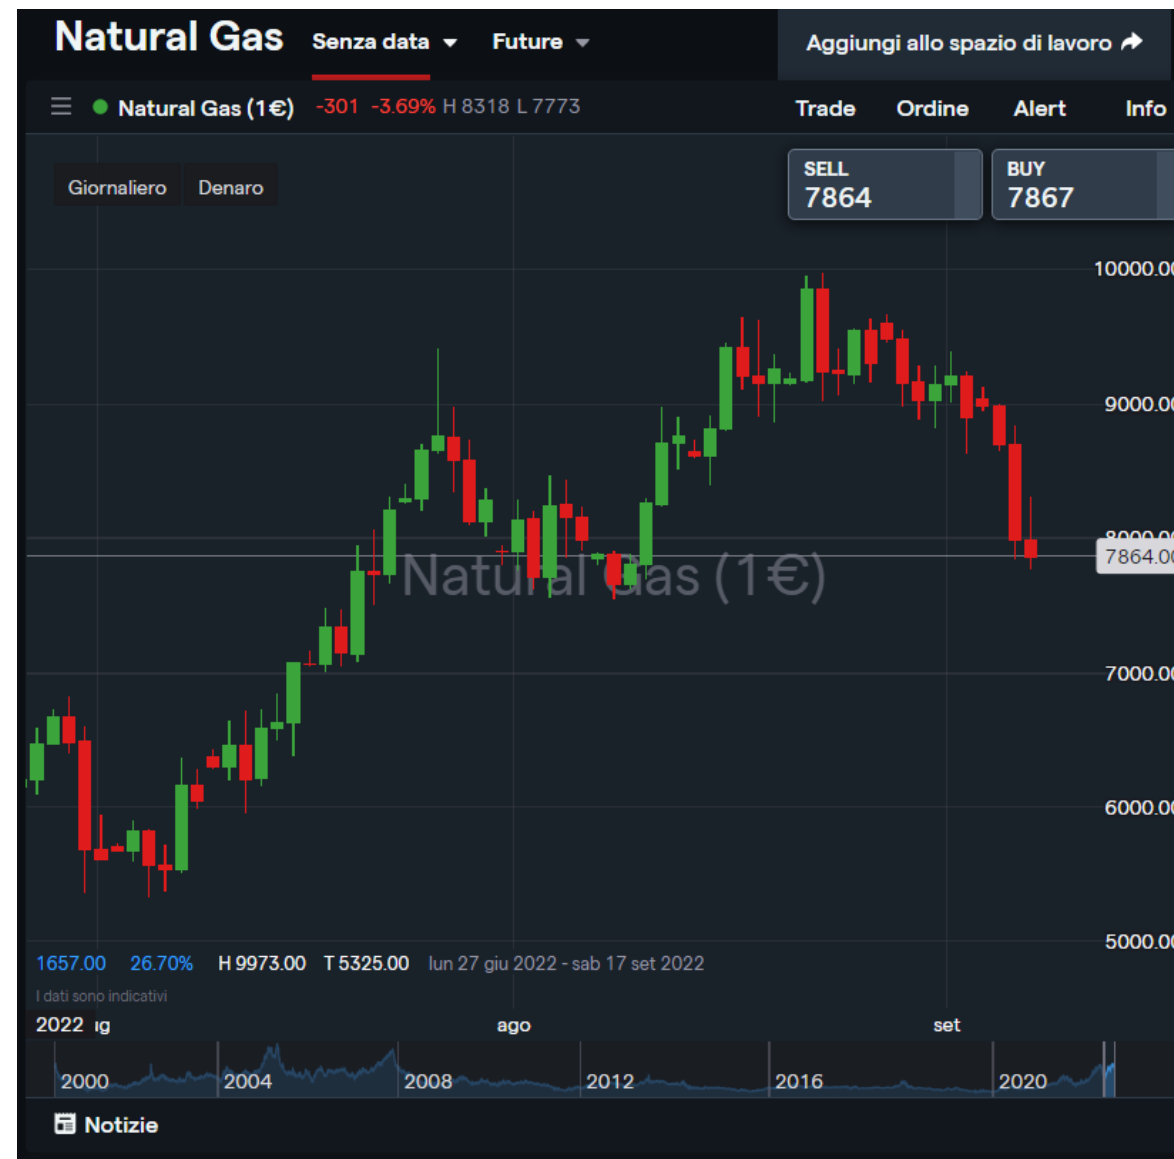 Natural Gas Senza data Future Aggiungi allo spazio di lavoro
Natural Gas (1€) -301 -3.69% H 8318 L 7773 Trade Ordine Alert Info
Giornaliero Denaro
SELL BUY
7864 7867
10000.00
9000.00
8000.00
7864.00
Natural Gas (1€)
7000.00
6000.00
5000.00
1657.00 26.70% H 9973.00 T 5325.00 lun 27 giu 2022 - sab 17 set 2022
I dati sono indicativi
2022 ug ago set
2000 2004 2008 2012 2016 2020
Notizie